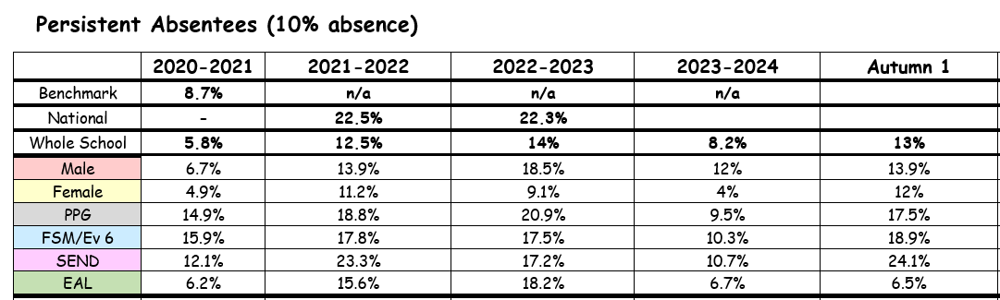 Persistent Absentees (10% absence)
2020-2021 2021-2022 2022-2023 2023-2024 Autumn 1
Benchmark 8.7% n/a n/a n/a
National - 22.5% 22.3%
Whole School 5.8% 12.5% 14% 8.2% 13%
Male 6.7% 13.9% 18.5% 12% 13.9%
Female 4.9% 11.2% 9.1% 4% 12%
PPG 14.9% 18.8% 20.9% 9.5% 17.5%
FSM/Ev 6 15.9% 17.8% 17.5% 10.3% 18.9%
SEND 12.1% 23.3% 17.2% 10.7% 24.1%
EAL 6.2% 15.6% 18.2% 6.7% 6.5%